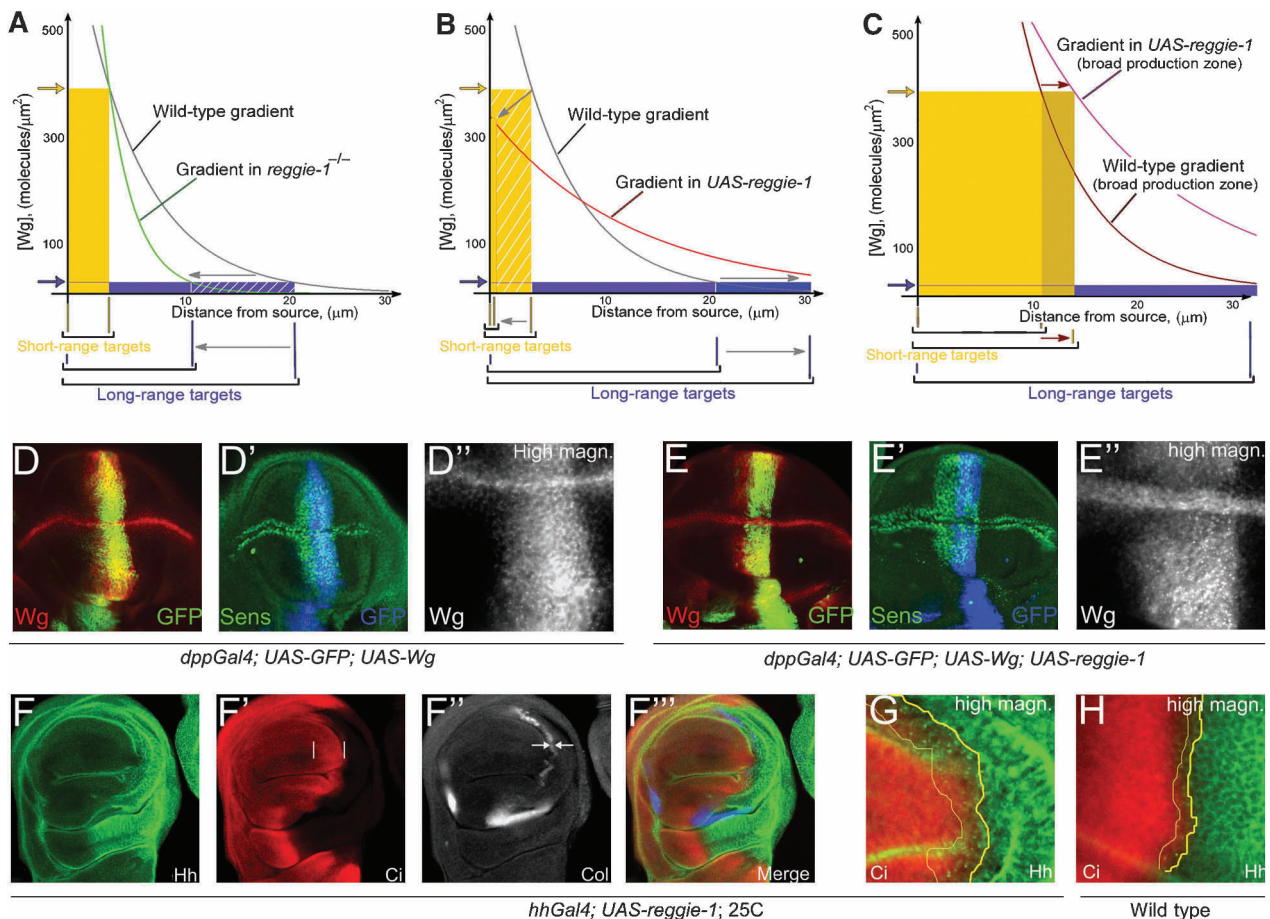 A
500
300
100
[Wg], (molecules/μm²)
Wild-type gradient
Gradient in reggie-1⁻/⁻
10
20
30
Distance from source, (μm)
Short-range targets
Long-range targets
B
500
300
100
[Wg], (molecules/μm²)
Wild-type gradient
Gradient in UAS-reggie-1
10
20
30
Distance from source, (μm)
Short-range targets
Long-range targets
C
500
300
100
[Wg], (molecules/μm²)
Gradient in UAS-reggie-1
(broad production zone)
Wild-type gradient
(broad production zone)
10
20
30
Distance from source, (μm)
Short-range targets
Long-range targets
D
Wg
GFP
D'
Sens
GFP
D''
High magn.
Wg
dppGal4; UAS-GFP; UAS-Wg
E
Wg
GFP
E'
Sens
GFP
E''
high magn.
Wg
dppGal4; UAS-GFP; UAS-Wg; UAS-reggie-1
F
Hh
F'
Ci
F''
Col
F'''
Merge
G
high magn.
Ci
Hh
hhGal4; UAS-reggie-1; 25C
H
high magn.
Ci
Hh
Wild type